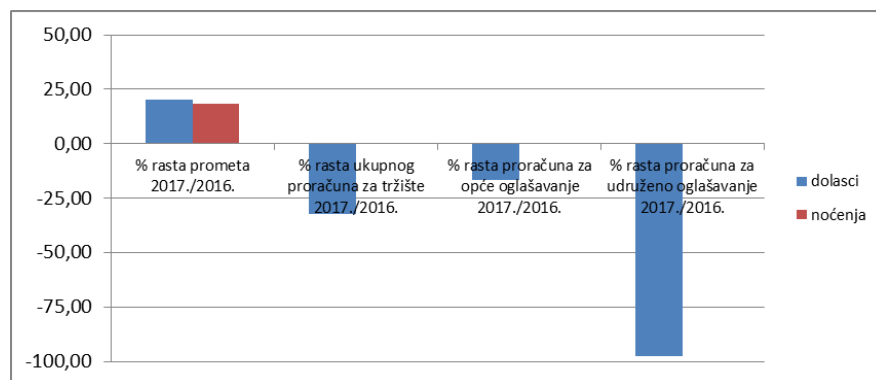 50,00
25,00
0,00
-25,00
-50,00
-75,00
-100,00
% rasta prometa
2017./2016.
% rasta ukupnog
proračuna za tržište
2017./2016.
% rasta proračuna za
opće oglašavanje
2017./2016.
% rasta proračuna za
udruženo oglašavanje
2017./2016.
dolasci
noćenja